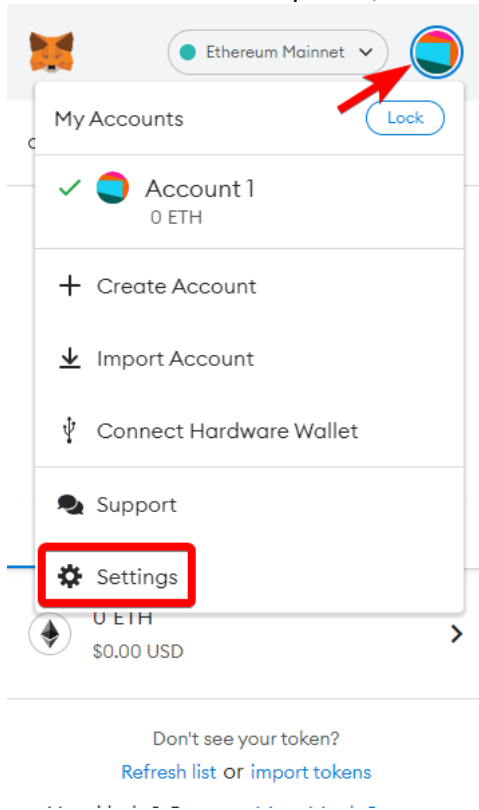 Ethereum Mainnet
My Accounts
Lock
Account 1
0 ETH
Create Account
Import Account
Connect Hardware Wallet
Support
Settings
0 ETH
$0.00 USD
Don't see your token?
Refresh list or import tokens